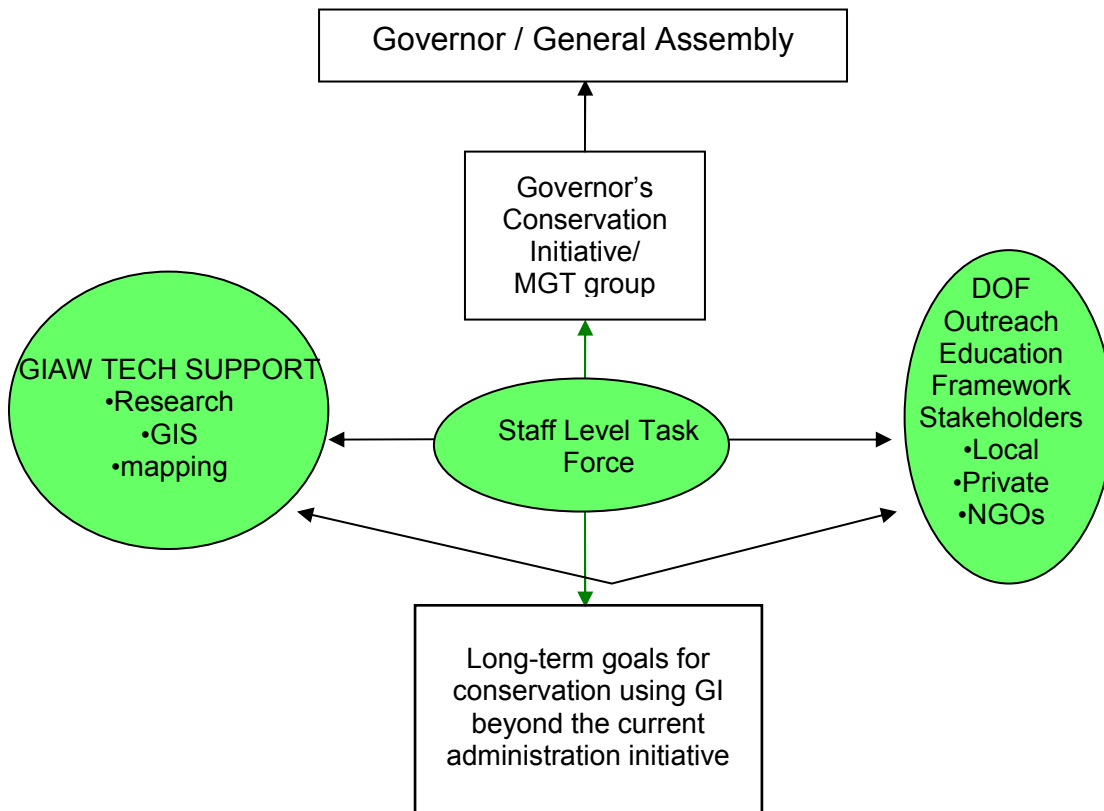 Governor / General Assembly
Governor’s
Conservation
Initiative/
MGT group
GIAW TECH SUPPORT
•Research
•GIS
•mapping
Staff Level Task
Force
DOF
Outreach
Education
Framework
Stakeholders
•Local
•Private
•NGOs
Long-term goals for
conservation using GI
beyond the current
administration initiative